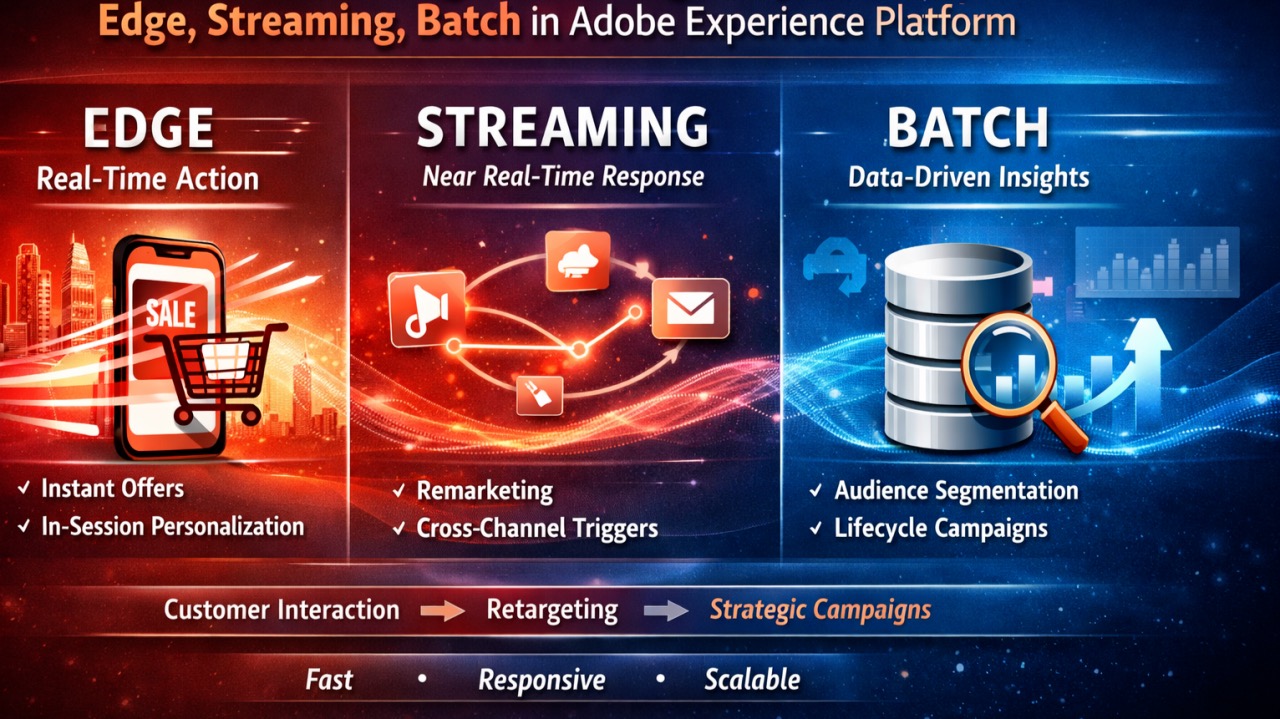 Edge, Streaming, Batch in Adobe Experience Platform
EDGE
Real-Time Action
SALE
✓ Instant Offers
✓ In-Session Personalization
STREAMING
Near Real-Time Response
✓ Remarketing
✓ Cross-Channel Triggers
BATCH
Data-Driven Insights
✓ Audience Segmentation
✓ Lifecycle Campaigns
Customer Interaction → Retargeting → Strategic Campaigns
Fast • Responsive • Scalable